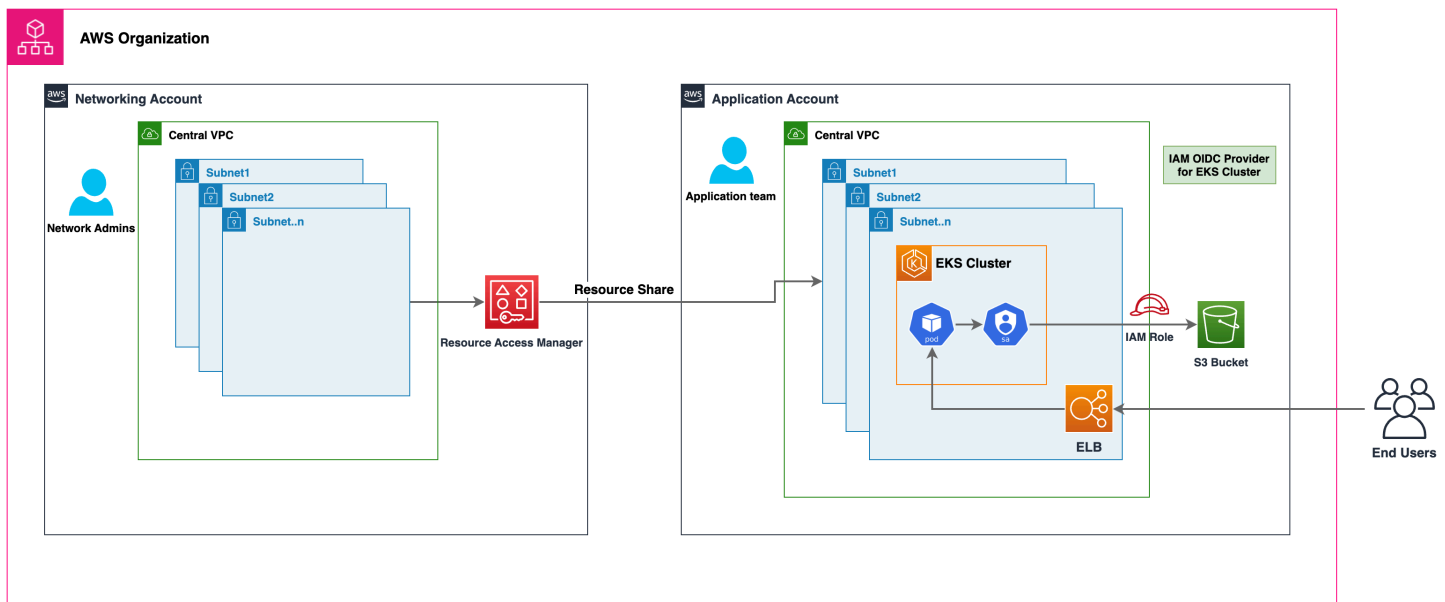 AWS Organization
aws
Networking Account
Central VPC
Subnet1
Subnet2
Subnet..n
Network Admins
Resource Access Manager
Resource Share
aws
Application Account
Application team
Central VPC
Subnet1
Subnet2
Subnet..n
EKS Cluster
K
pod
sa
IAM OIDC Provider
for EKS Cluster
IAM Role
S3 Bucket
ELB
End Users